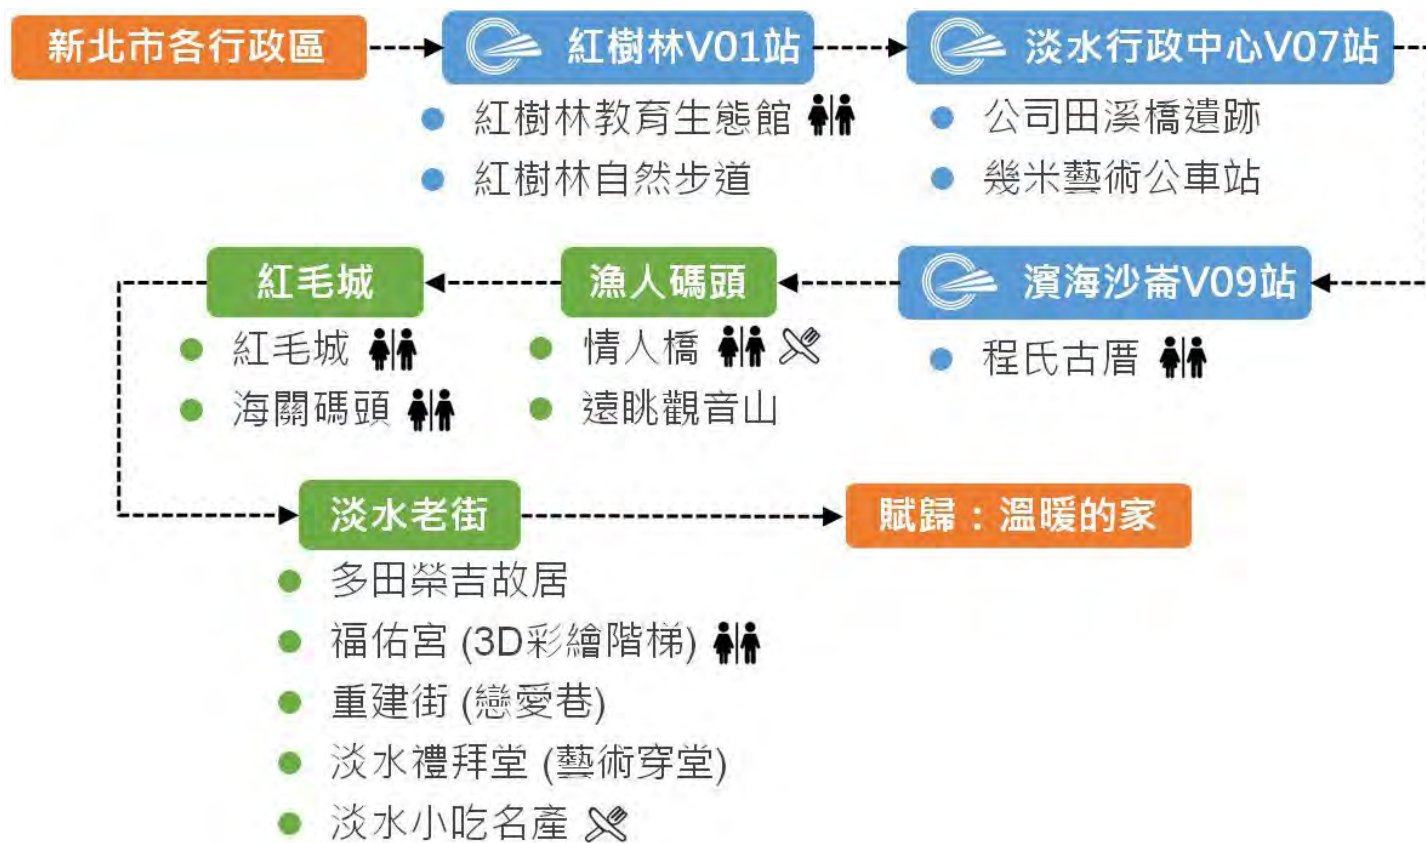 新北市各行政區
紅樹林V01站
紅樹林教育生態館
紅樹林自然步道
淡水行政中心V07站
公司田溪橋遺跡
幾米藝術公車站
濱海沙崙V09站
程氏古厝
漁人碼頭
情人橋
遠眺觀音山
紅毛城
紅毛城
海關碼頭
淡水老街
多田榮吉故居
福佑宮 (3D彩繪階梯)
重建街 (戀愛巷)
淡水禮拜堂 (藝術穿堂)
淡水小吃名產
賦歸：溫暖的家